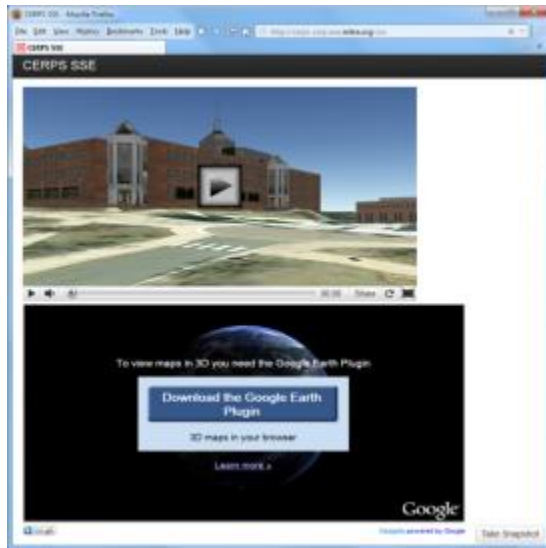 CERPS SSE - Mozilla Firefox
File Edit View History Bookmarks Tools Help
CERPS SSE
CERPS SSE
00:00 Share
To view maps in 3D you need the Google Earth Plugin
Download the Google Earth
Plugin
3D maps in your browser
Learn more »
Google
powered by Google
Take Snapshot